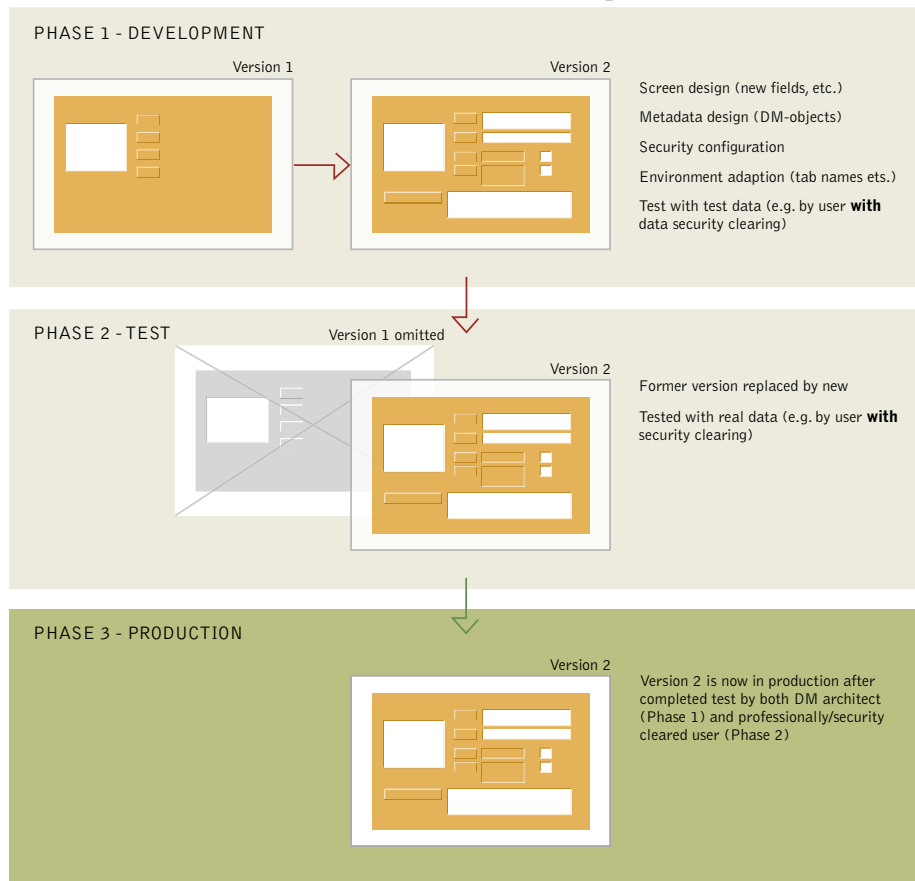 PHASE 1 - DEVELOPMENT
Version 1
Version 2
Screen design (new fields, etc.)
Metadata design (DM-objects)
Security configuration
Environment adaption (tab names ets.)
Test with test data (e.g. by user with
data security clearing)
PHASE 2 - TEST
Version 1 omitted
Version 2
Former version replaced by new
Tested with real data (e.g. by user with
security clearing)
PHASE 3 - PRODUCTION
Version 2
Version 2 is now in production after
completed test by both DM architect
(Phase 1) and professionally/security
cleared user (Phase 2)